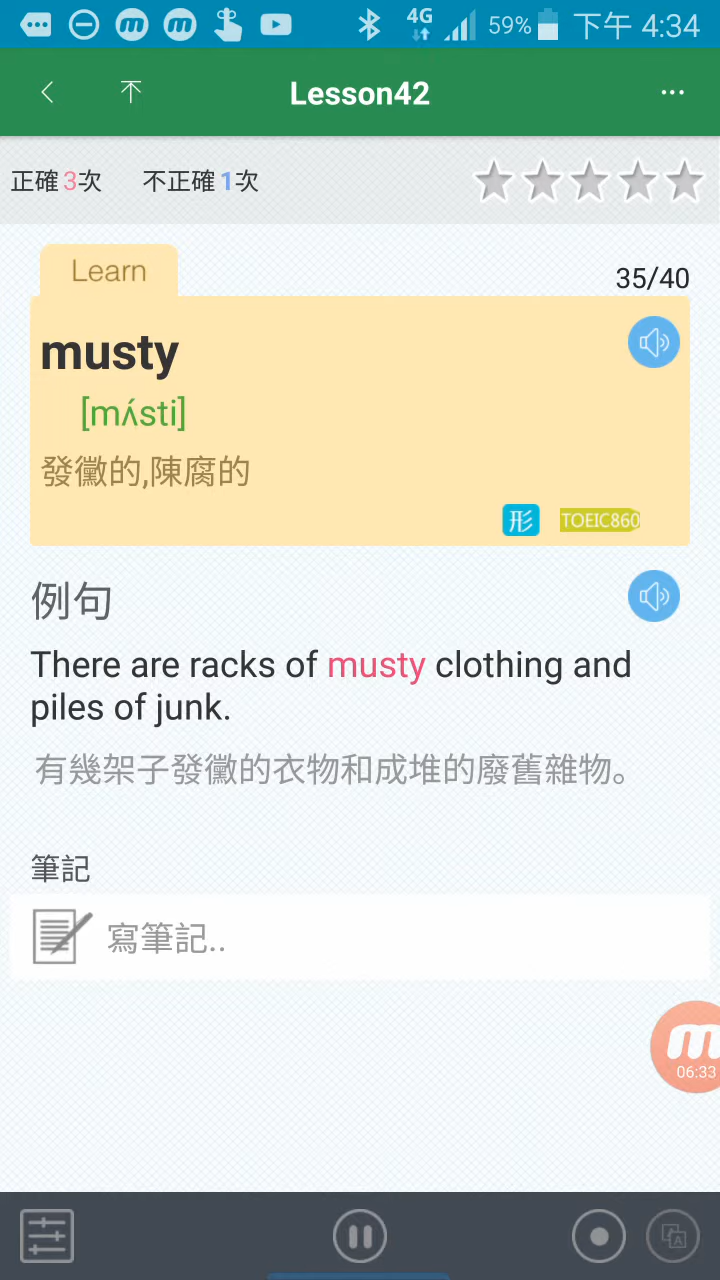 4G 59% 下午 4:34
Lesson42
正確3次 不正確1次
Learn
35/40
musty
[mʌ́sti]
發黴的,陳腐的
形 TOEIC860
例句
There are racks of musty clothing and
piles of junk.
有幾架子發黴的衣物和成堆的廢舊雜物。
筆記
寫筆記..
06:33